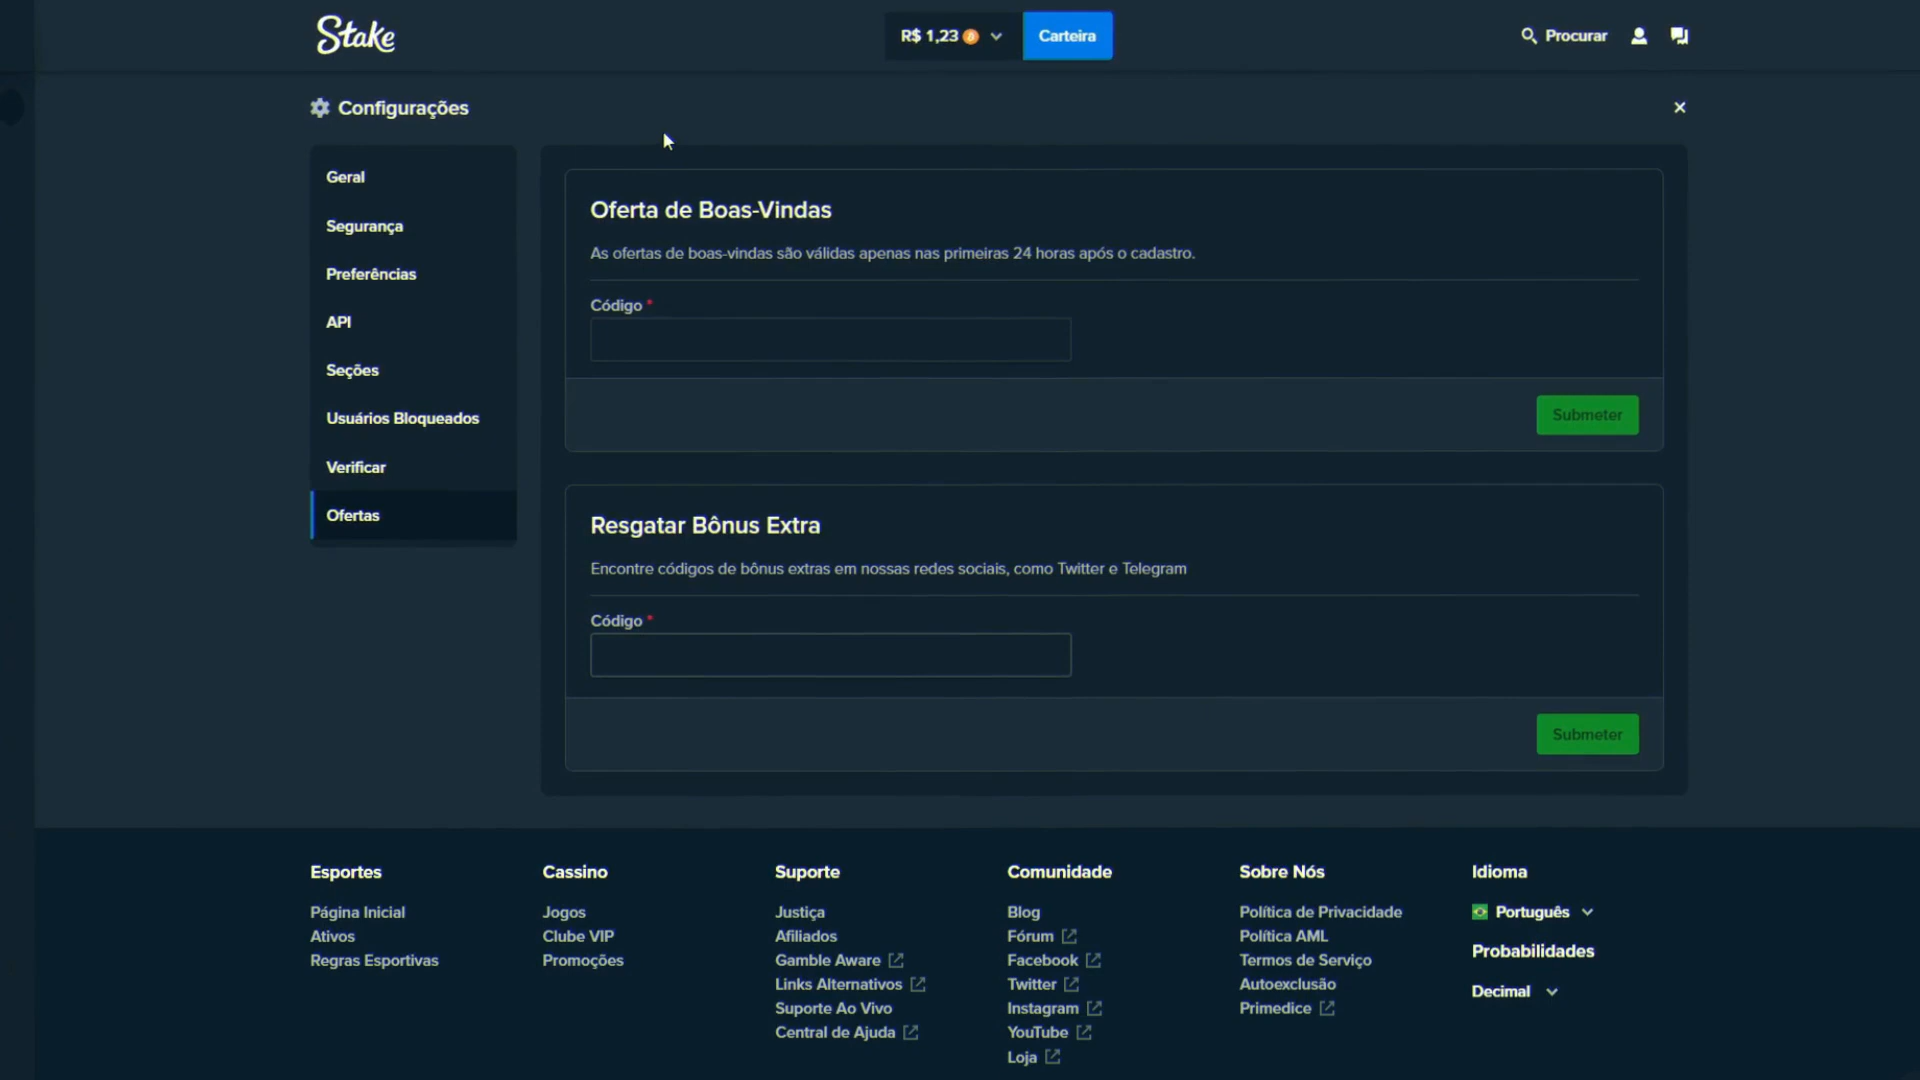 Stake
R$ 1,23
Carteira
Procurar
Configurações
Geral
Segurança
Preferências
API
Seções
Usuários Bloqueados
Verificar
Ofertas
Oferta de Boas-Vindas
As ofertas de boas-vindas são válidas apenas nas primeiras 24 horas após o cadastro.
Código *
Submeter
Resgatar Bônus Extra
Encontre códigos de bônus extras em nossas redes sociais, como Twitter e Telegram
Código *
Submeter
Esportes
Página Inicial
Ativos
Regras Esportivas
Cassino
Jogos
Clube VIP
Promoções
Suporte
Justiça
Afiliados
Gamble Aware
Links Alternativos
Suporte Ao Vivo
Central de Ajuda
Comunidade
Blog
Fórum
Facebook
Twitter
Instagram
YouTube
Loja
Sobre Nós
Política de Privacidade
Política AML
Termos de Serviço
Autoexclusão
Primedice
Idioma
Português
Probabilidades
Decimal